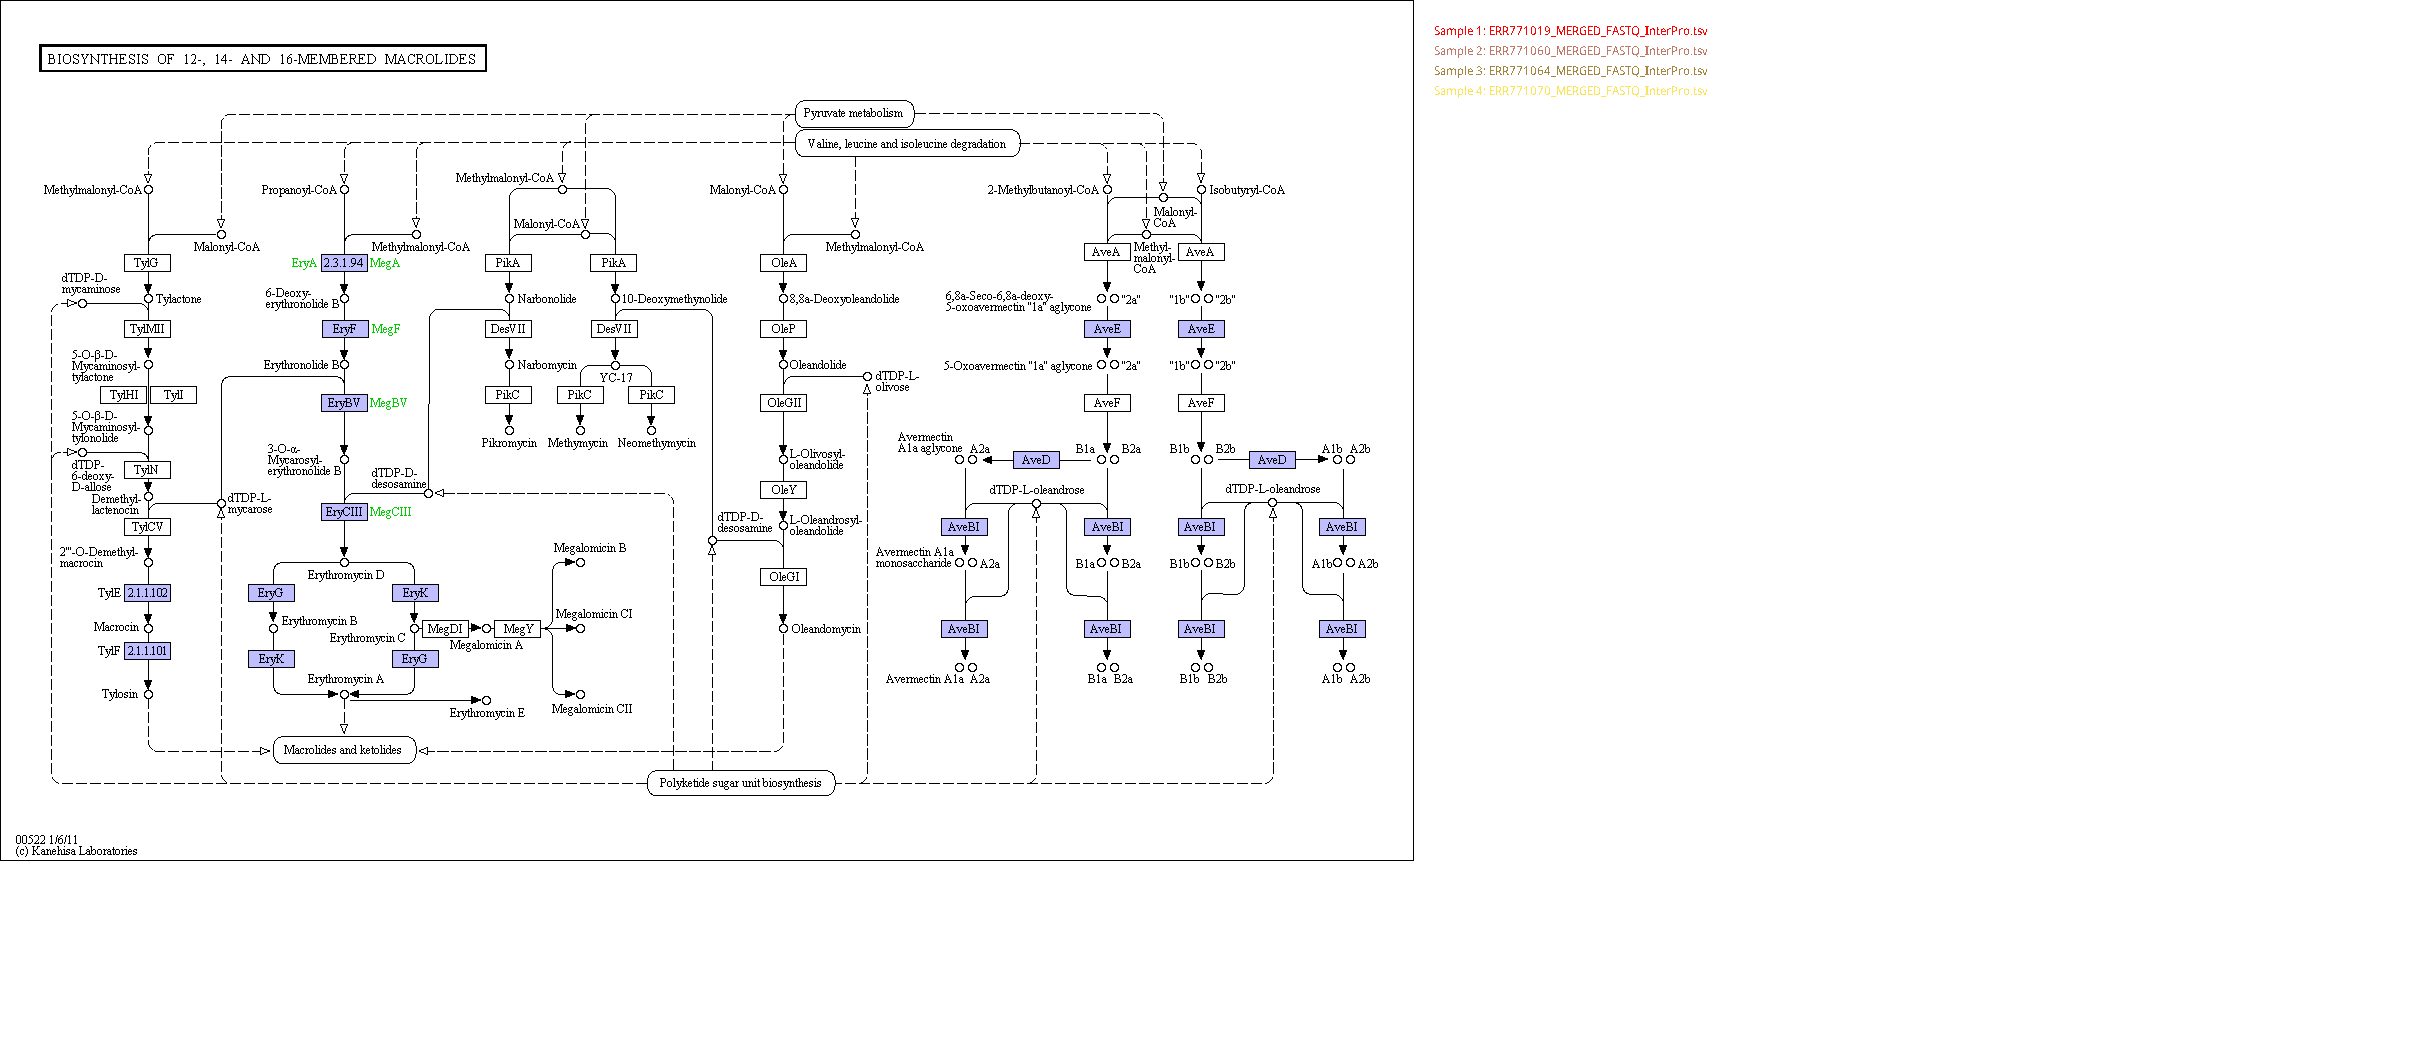 BIOSYNTHESIS OF 12-, 14- AND 16-MEMBERED MACROLIDES
Sample 1: ERR771019_MERGED_FASTQ_InterPro.tsv
Sample 2: ERR771060_MERGED_FASTQ_InterPro.tsv
Sample 3: ERR771064_MERGED_FASTQ_InterPro.tsv
Sample 4: ERR771070_MERGED_FASTQ_InterPro.tsv
Pyruvate metabolism
Valine, leucine and isoleucine degradation
Methylmalonyl-CoA
Malonyl-CoA
TylG
dTDP-D-
mycaminose
Tylactone
TylMII
5-O-β-D-
Mycaminosyl-
tylactone
TylHI
TylI
5-O-β-D-
Mycaminosyl-
tylonolide
dTDP-
6-deoxy-
D-allose
TylN
Demethyl-
lactenocin
dTDP-L-
mycarose
TylCV
2'''-O-Demethyl-
macrocin
TylE
2.1.1.102
Macrocin
TylF
2.1.1.101
Tylosin
Propanoyl-CoA
Methylmalonyl-CoA
EryA
2.3.1.94
MegA
6-Deoxy-
erythronolide B
EryF
MegF
Erythronolide B
EryBV
MegBV
3-O-α-
Mycarosyl-
erythronolide B
dTDP-D-
desosamine
EryCIII
MegCIII
Erythromycin D
EryG
EryK
Erythromycin B
Erythromycin C
EryK
EryG
Erythromycin A
Erythromycin E
MegDI
MegY
Megalomicin A
Megalomicin B
Megalomicin CI
Megalomicin CII
Macrolides and ketolides
Methylmalonyl-CoA
Malonyl-CoA
PikA
PikA
Narbonolide
10-Deoxymethynolide
DesVII
DesVII
Narbomycin
YC-17
PikC
PikC
PikC
Pikromycin
Methymycin
Neomethymycin
Malonyl-CoA
Methylmalonyl-CoA
OleA
8,8a-Deoxyoleandolide
OleP
Oleandolide
dTDP-L-
olivose
OleGII
L-Olivosyl-
oleandolide
OleY
dTDP-D-
desosamine
L-Oleandrosyl-
oleandolide
OleGI
Oleandomycin
Polyketide sugar unit biosynthesis
2-Methylbutanoyl-CoA
Isobutyryl-CoA
Malonyl-
CoA
Methyl-
malonyl-
CoA
AveA
AveA
6,8a-Seco-6,8a-deoxy-
5-oxoavermectin "1a" aglycone
"2a"
"1b"
"2b"
AveE
AveE
5-Oxoavermectin "1a" aglycone
"2a"
"1b"
"2b"
AveF
AveF
Avermectin
A1a aglycone
A2a
AveD
B1a
B2a
B1b
B2b
AveD
A1b
A2b
dTDP-L-oleandrose
dTDP-L-oleandrose
AveBI
AveBI
AveBI
AveBI
Avermectin A1a
monosaccharide
A2a
B1a
B2a
B1b
B2b
A1b
A2b
AveBI
AveBI
AveBI
AveBI
Avermectin A1a A2a
B1a B2a
B1b B2b
A1b A2b
00522 1/6/11
(c) Kanehisa Laboratories